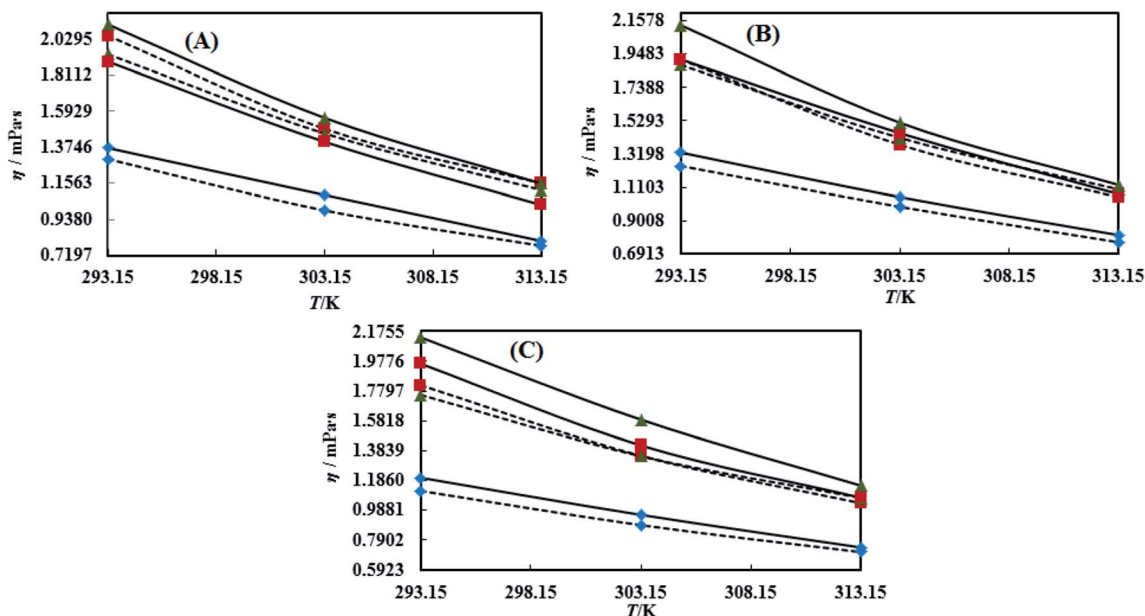 (A)
η / mPa·s
2.0295
1.8112
1.5929
1.3746
1.1563
0.9380
0.7197
293.15 298.15 303.15 308.15 313.15
T/K
(B)
η / mPa·s
2.1578
1.9483
1.7388
1.5293
1.3198
1.1103
0.9008
0.6913
293.15 298.15 303.15 308.15 313.15
T/K
(C)
η / mPa·s
2.1755
1.9776
1.7797
1.5818
1.3839
1.1860
0.9881
0.7902
0.5923
293.15 298.15 303.15 308.15 313.15
T/K